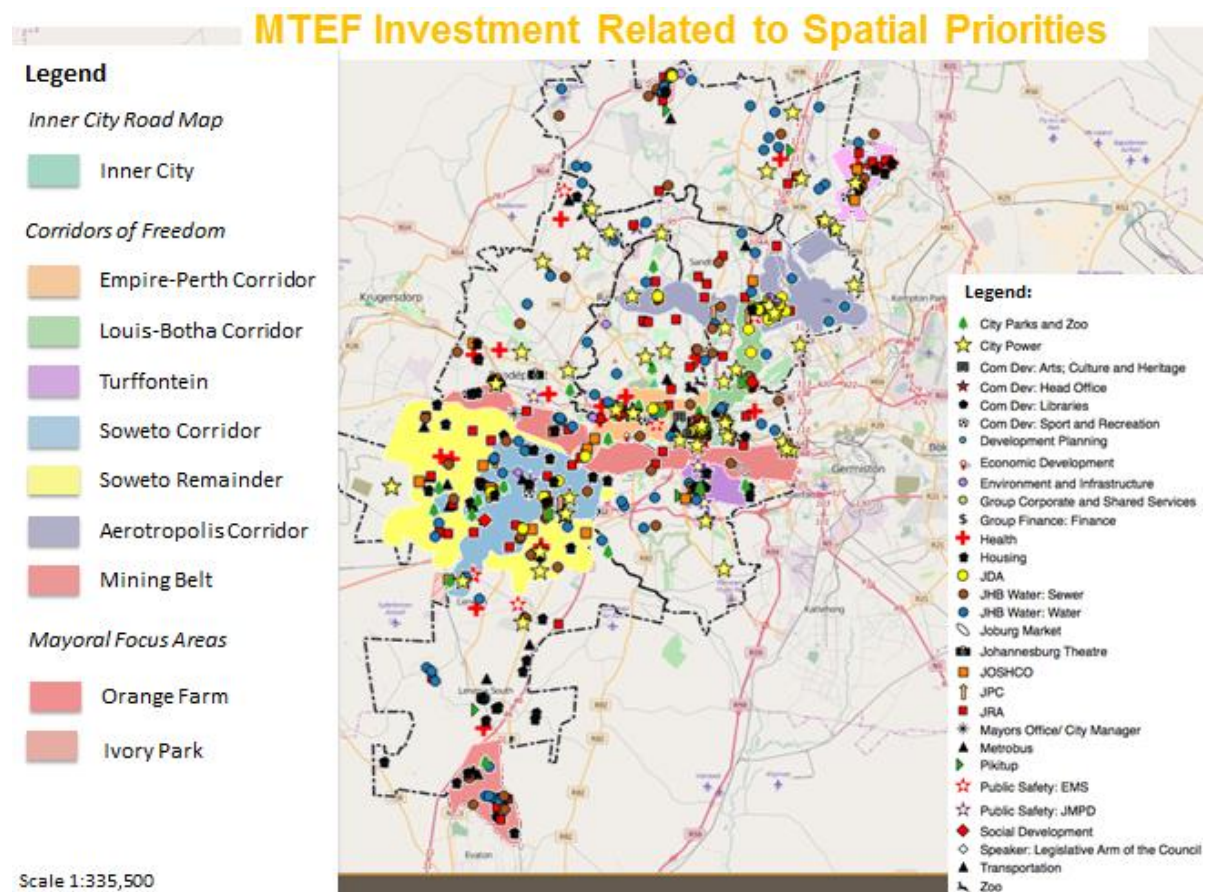 MTEF Investment Related to Spatial Priorities
Legend
Inner City Road Map
Inner City
Corridors of Freedom
Empire-Perth Corridor
Louis-Botha Corridor
Turffontein
Soweto Corridor
Soweto Remainder
Aerotropolis Corridor
Mining Belt
Mayoral Focus Areas
Orange Farm
Ivory Park
Scale 1:335,500
Krugersdorp
Kempton Park
Germiston
Katlehong
Evaton
Legend:
City Parks and Zoo
City Power
Com Dev: Arts; Culture and Heritage
Com Dev: Head Office
Com Dev: Libraries
Com Dev: Sport and Recreation
Development Planning
Economic Development
Environment and Infrastructure
Group Corporate and Shared Services
Group Finance: Finance
Health
Housing
JDA
JHB Water: Sewer
JHB Water: Water
Joburg Market
Johannesburg Theatre
JOSHCO
JPC
JRA
Mayors Office/ City Manager
Metrobus
Pikitup
Public Safety: EMS
Public Safety: JMPD
Social Development
Speaker: Legislative Arm of the Council
Transportation
Zoo